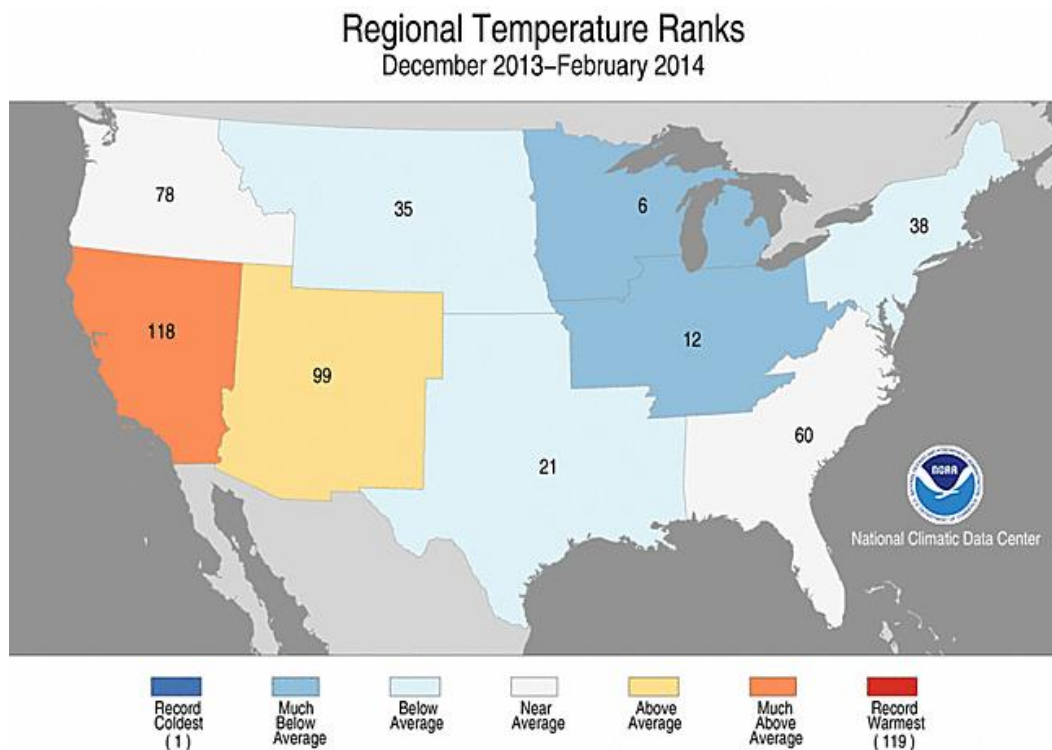 Regional Temperature Ranks
December 2013–February 2014
78
35
6
38
118
99
12
21
60
NOAA
National Climatic Data Center
Record
Coldest
( 1 )
Much
Below
Average
Below
Average
Near
Average
Above
Average
Much
Above
Average
Record
Warmest
( 119 )